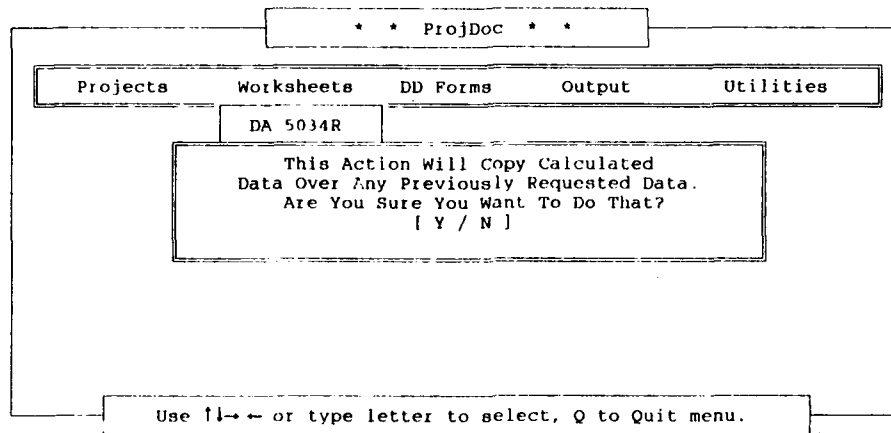 * * ProjDoc * *
Projects Worksheets DD Forms Output Utilities
DA 5034R
This Action Will Copy Calculated
Data Over Any Previously Requested Data.
Are You Sure You Want To Do That?
[ Y / N ]
Use ↑↓→← or type letter to select, Q to Quit menu.